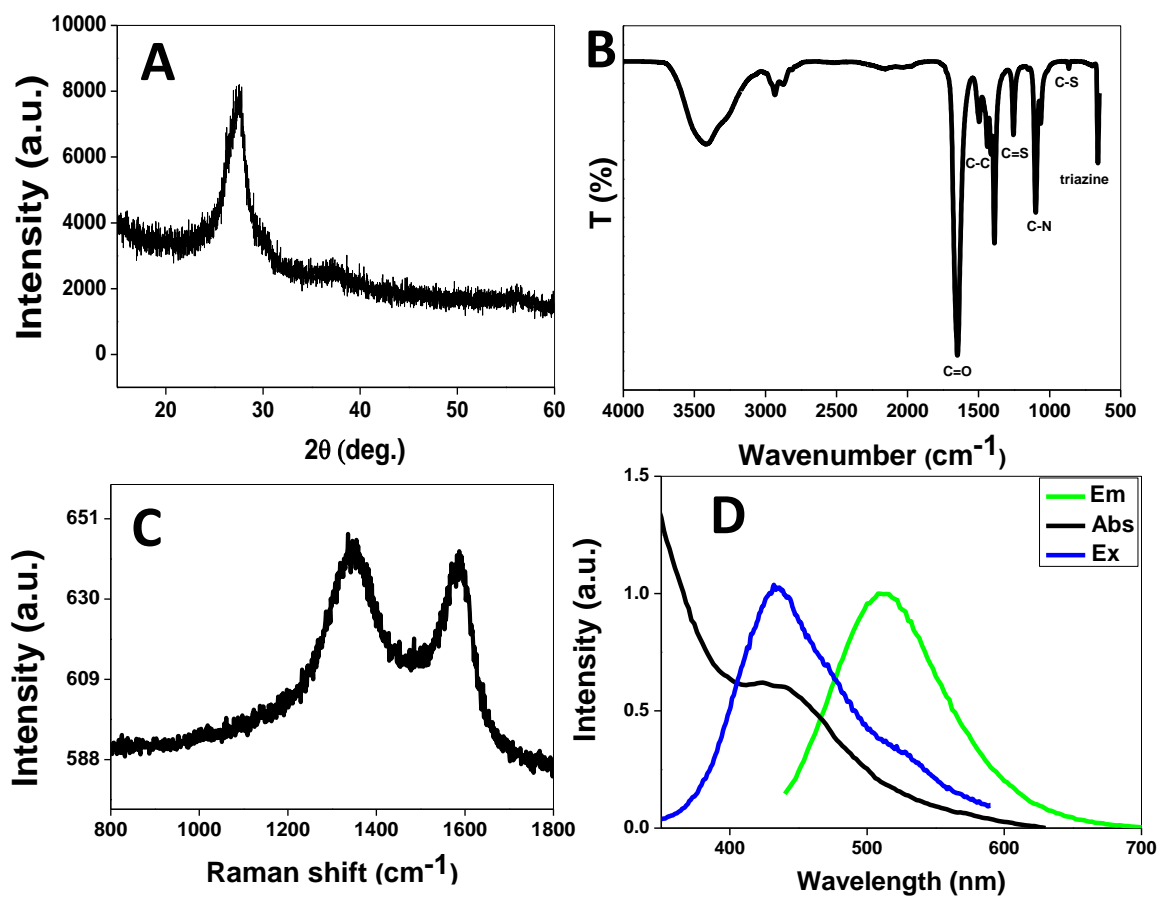 A
10000
8000
6000
4000
2000
0
Intensity (a.u.)
20 30 40 50 60
2θ (deg.)
B
T (%)
C-S
C-C
C=S
triazine
C-N
C=O
4000 3500 3000 2500 2000 1500 1000 500
Wavenumber (cm-1)
C
651
630
609
588
Intensity (a.u.)
800 1000 1200 1400 1600 1800
Raman shift (cm-1)
D
Em
Abs
Ex
1.5
1.0
0.5
0.0
Intensity (a.u.)
400 500 600 700
Wavelength (nm)